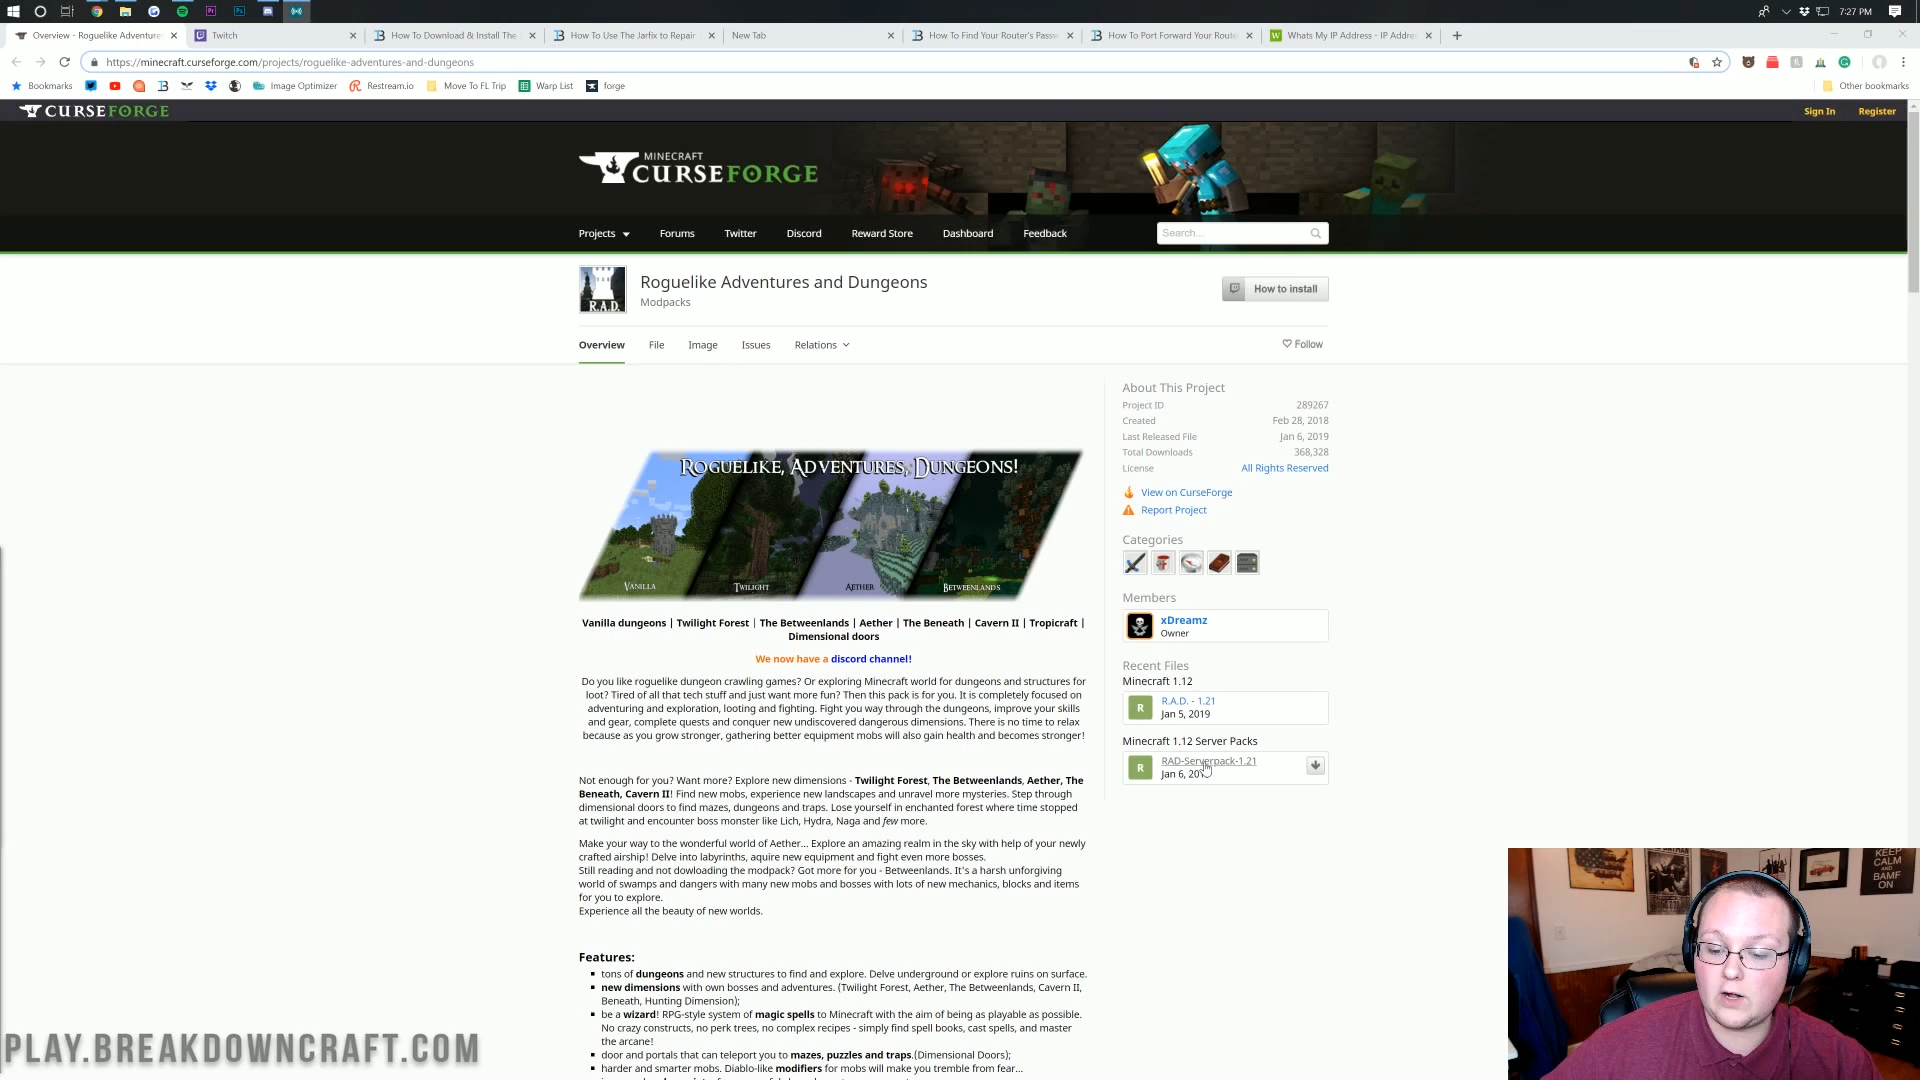 7:27 PM
Overview - Roguelike Adventures
Twitch
How To Download & Install The
How To Use The Jarfix to Repair
New Tab
How To Find Your Router's Passw
How To Port Forward Your Route
Whats My IP Address - IP Addre
https://minecraft.curseforge.com/projects/roguelike-adventures-and-dungeons
Bookmarks
Image Optimizer
Restream.io
Move To FL Trip
Warp List
forge
Other bookmarks
CURSEFORGE
Sign In
Register
MINECRAFT
CURSEFORGE
Projects
Forums
Twitter
Discord
Reward Store
Dashboard
Feedback
Search...
R.A.D.
Roguelike Adventures and Dungeons
Modpacks
How to install
Overview
File
Image
Issues
Relations
Follow
About This Project
Project ID 289267
Created Feb 28, 2018
Last Released File Jan 6, 2019
Total Downloads 368,328
License All Rights Reserved
View on CurseForge
Report Project
Categories
Members
xDreamz
Owner
Recent Files
Minecraft 1.12
R
R.A.D. - 1.21
Jan 5, 2019
Minecraft 1.12 Server Packs
R
RAD-Serverpack-1.21
Jan 6, 20
ROGUELIKE, ADVENTURES, DUNGEONS!
VANILLA
TWILIGHT
AETHER
BETWEENLANDS
Vanilla dungeons | Twilight Forest | The Betweenlands | Aether | The Beneath | Cavern II | Tropicraft |
Dimensional doors
We now have a discord channel!
Do you like roguelike dungeon crawling games? Or exploring Minecraft world for dungeons and structures for
loot? Tired of all that tech stuff and just want more fun? Then this pack is for you. It is completely focused on
adventuring and exploration, looting and fighting. Fight you way through the dungeons, improve your skills
and gear, complete quests and conquer new undiscovered dangerous dimensions. There is no time to relax
because as you grow stronger, gathering better equipment mobs will also gain health and becomes stronger!
Not enough for you? Want more? Explore new dimensions - Twilight Forest, The Betweenlands, Aether, The
Beneath, Cavern II! Find new mobs, experience new landscapes and unravel more mysteries. Step through
dimensional doors to find mazes, dungeons and traps. Lose yourself in enchanted forest where time stopped
at twilight and encounter boss monster like Lich, Hydra, Naga and few more.
Make your way to the wonderful world of Aether... Explore an amazing realm in the sky with help of your newly
crafted airship! Delve into labyrinths, aquire new equipment and fight even more bosses.
Still reading and not dowloading the modpack? Got more for you - Betweenlands. It's a harsh unforgiving
world of swamps and dangers with many new mobs and bosses with lots of new mechanics, blocks and items
for you to explore.
Experience all the beauty of new worlds.
Features:
tons of dungeons and new structures to find and explore. Delve underground or explore ruins on surface.
new dimensions with own bosses and adventures. (Twilight Forest, Aether, The Betweenlands, Cavern II,
Beneath, Hunting Dimension);
be a wizard! RPG-style system of magic spells to Minecraft with the aim of being as playable as possible.
No crazy constructs, no perk trees, no complex recipes - simply find spell books, cast spells, and master
the arcane!
door and portals that can teleport you to mazes, puzzles and traps.(Dimensional Doors);
harder and smarter mobs. Diablo-like modifiers for mobs will make you tremble from fear...
PLAY.BREAKDOWNCRAFT.COM
KEEP
CALM
AND
BAMF
ON